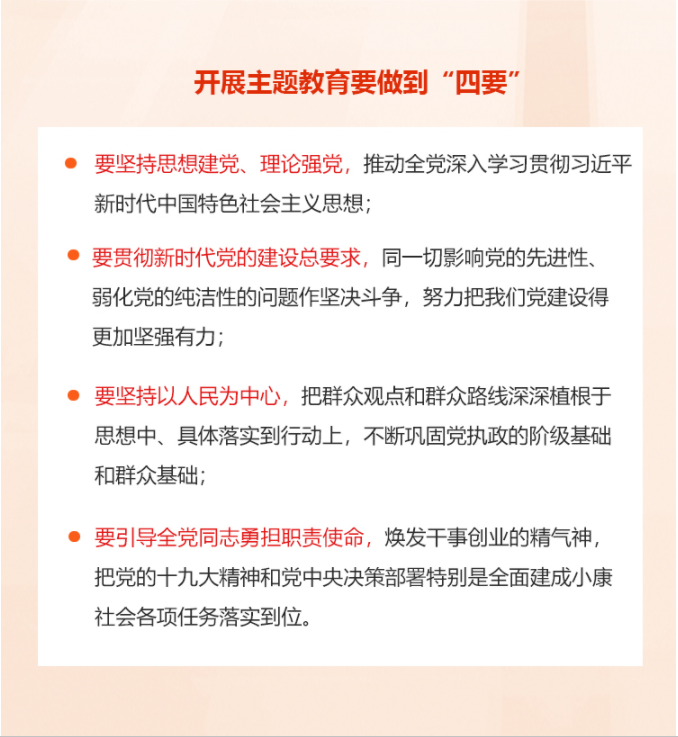 开展主题教育要做到“四要”
要坚持思想建党、理论强党，推动全党深入学习贯彻习近平
新时代中国特色社会主义思想；
要贯彻新时代党的建设总要求，同一切影响党的先进性、
弱化党的纯洁性的问题作坚决斗争，努力把我们党建设得
更加坚强有力；
要坚持以人民为中心，把群众观点和群众路线深深植根于
思想中、具体落实到行动上，不断巩固党执政的阶级基础
和群众基础；
要引导全党同志勇担职责使命，焕发干事创业的精气神，
把党的十九大精神和党中央决策部署特别是全面建成小康
社会各项任务落实到位。